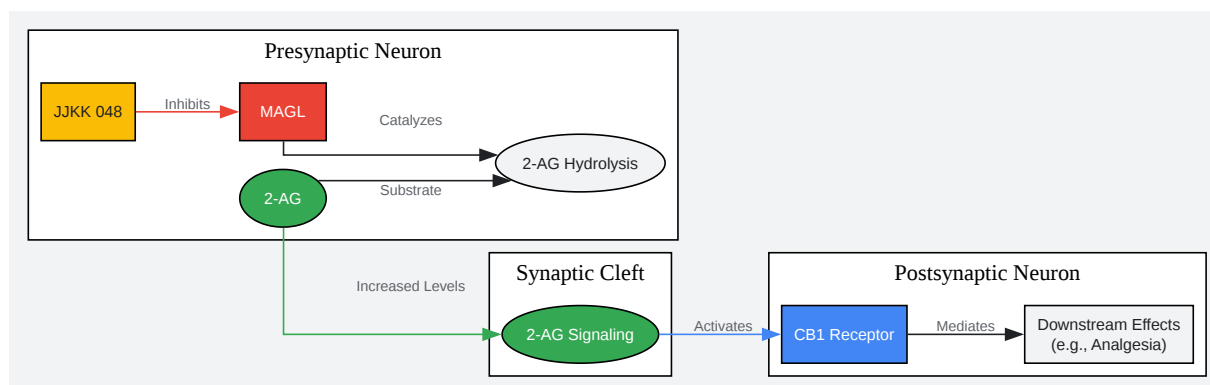 Presynaptic Neuron
JJKK 048
Inhibits
MAGL
Catalyzes
2-AG Hydrolysis
2-AG
Substrate
Increased Levels
Synaptic Cleft
2-AG Signaling
Activates
Postsynaptic Neuron
CB1 Receptor
Mediates
Downstream Effects
(e.g., Analgesia)